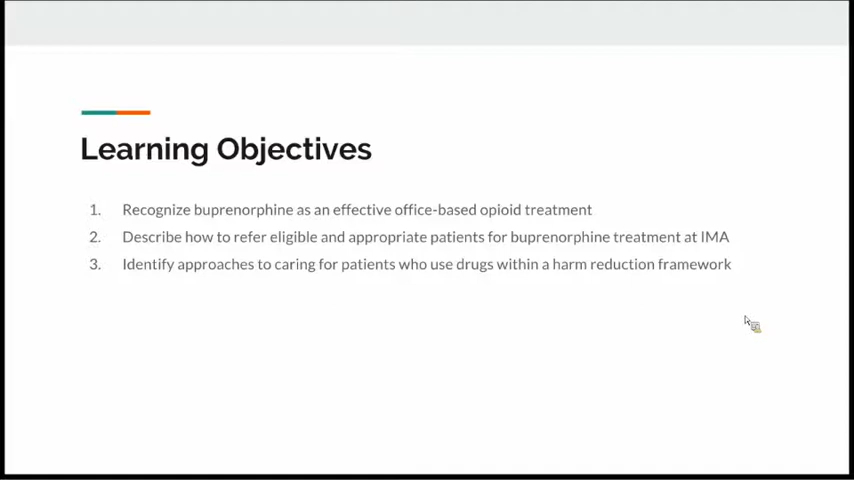 Learning Objectives
1. Recognize buprenorphine as an effective office-based opioid treatment
2. Describe how to refer eligible and appropriate patients for buprenorphine treatment at IMA
3. Identify approaches to caring for patients who use drugs within a harm reduction framework